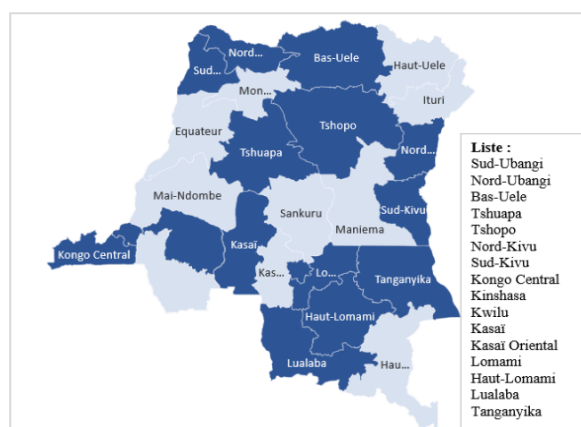 Nord...
Bas-Uele
Haut-Uele
Sud...
Mon...
Ituri
Equateur
Tshopo
Tshuapa
Nord...
Mai-Ndombe
Sankuru
Sud-Kivu
Maniema
Kasaï
Kongo Central
Kas...
Lo...
Tanganyika
Haut-Lomami
Lualaba
Hau...
Liste :
Sud-Ubangi
Nord-Ubangi
Bas-Uele
Tshuapa
Tshopo
Nord-Kivu
Sud-Kivu
Kongo Central
Kinshasa
Kwilu
Kasaï
Kasaï Oriental
Lomami
Haut-Lomami
Lualaba
Tanganyika